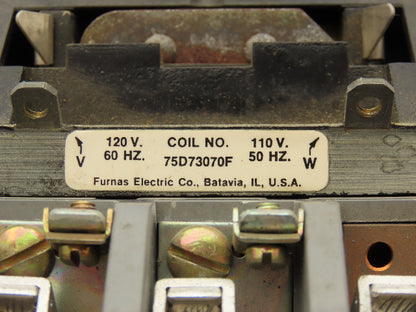 120 V. COIL NO. 110 V.
60 HZ. 75D73070F 50 HZ.
V W
Furnas Electric Co., Batavia, IL, U.S.A.